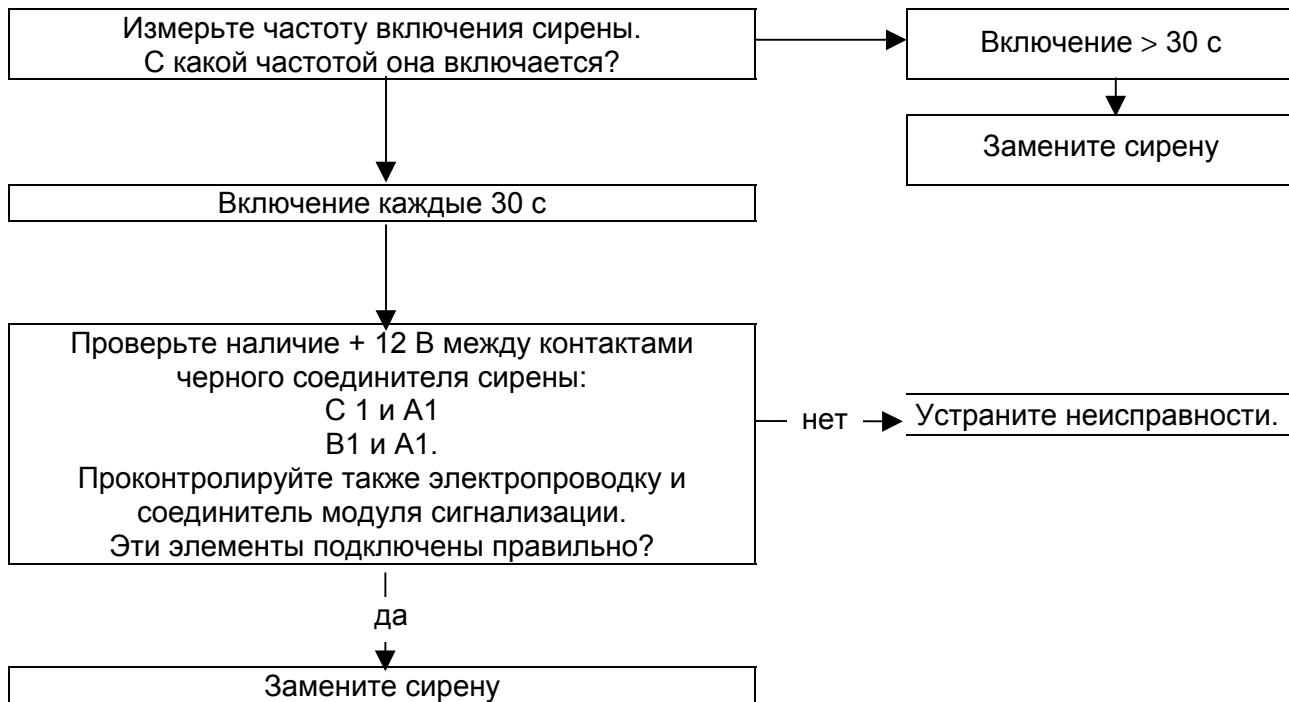 Измерьте частоту включения сирены.
С какой частотой она включается?
Включение > 30 с
Замените сирену
Включение каждые 30 с
Проверьте наличие + 12 В между контактами
черного соединителя сирены:
С 1 и А1
В1 и А1.
Проконтролируйте также электропроводку и
соединитель модуля сигнализации.
Эти элементы подключены правильно?
нет
Устраните неисправности.
да
Замените сирену